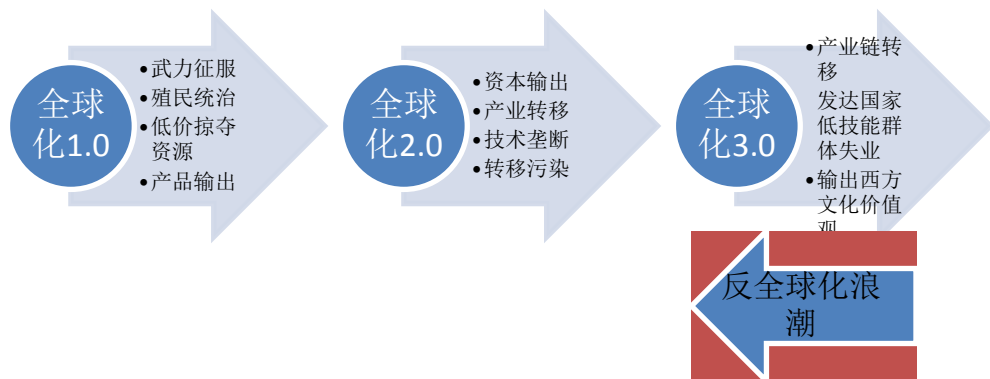 全球
化1.0
•武力征服
•殖民统治
•低价掠夺
资源
•产品输出
全球
化2.0
•资本输出
•产业转移
•技术垄断
•转移污染
全球
化3.0
•产业链转
移
发达国家
低技能群
体失业
•输出西方
文化价值
观
反全球化浪
潮